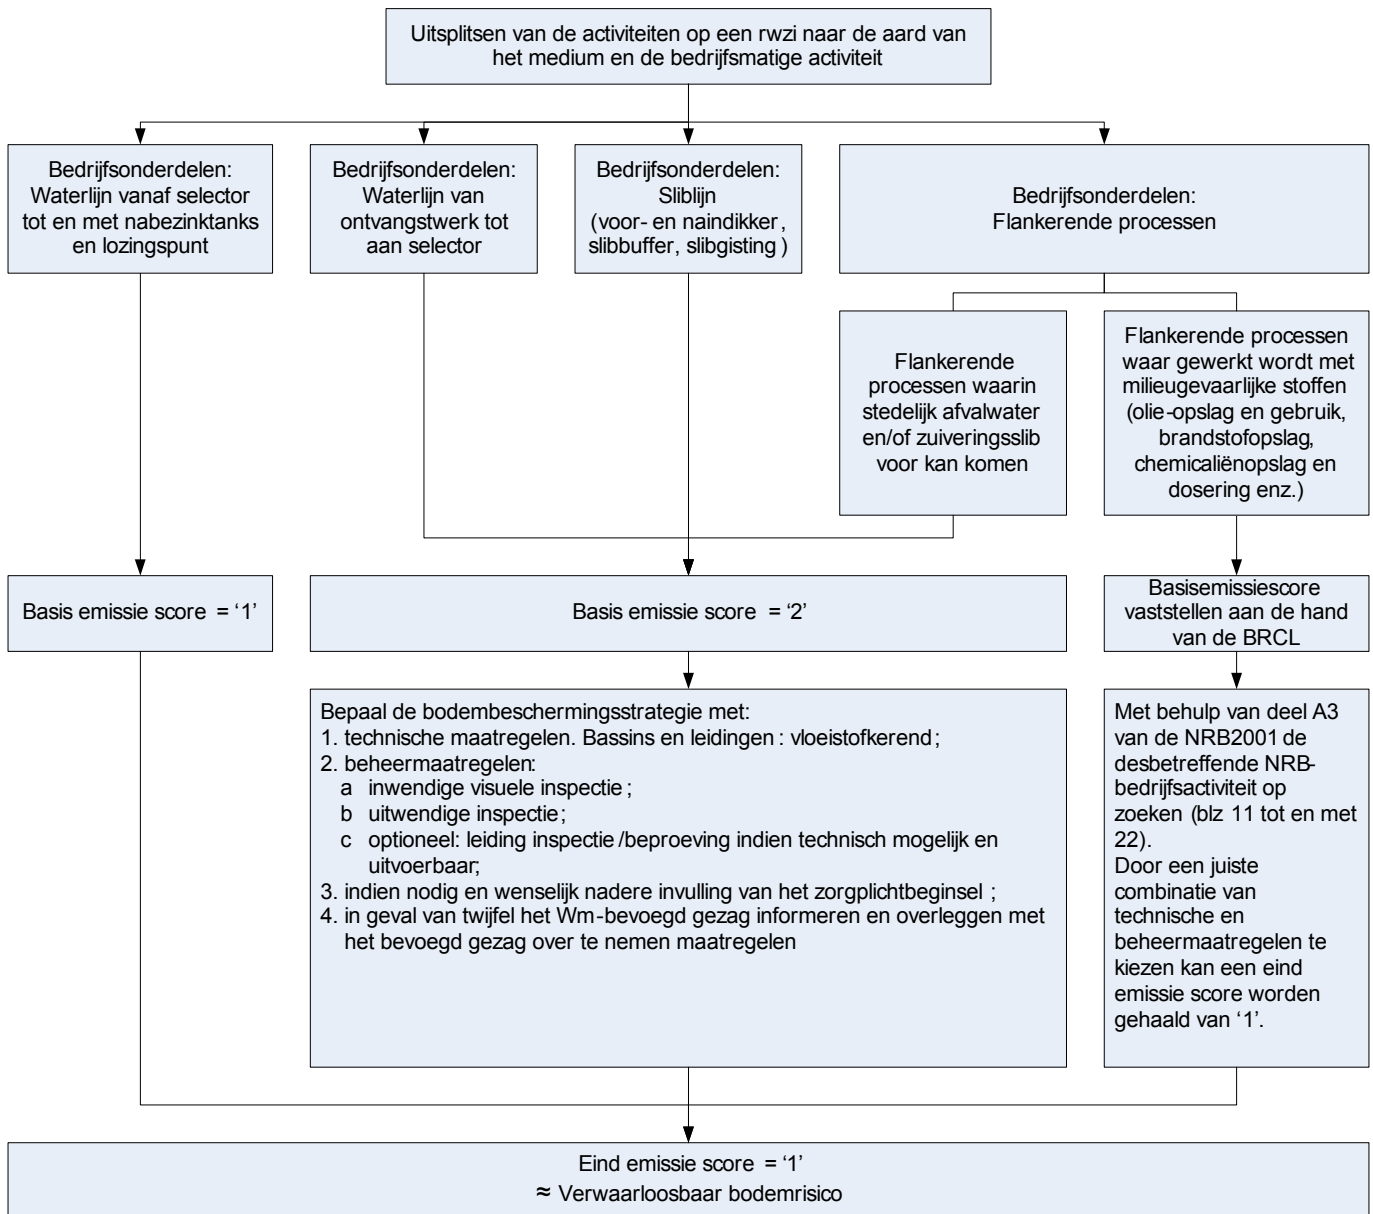 Uitsplitsen van de activiteiten op een rwzi naar de aard van
het medium en de bedrijfsmatige activiteit
Bedrijfsonderdelen:
Waterlijn vanaf selector
tot en met nabezinktanks
en lozingspunt
Bedrijfsonderdelen:
Waterlijn van
ontvangstwerk tot
aan selector
Bedrijfsonderdelen:
Sliblijn
(voor- en naindikker,
slibbuffer, slibgisting)
Bedrijfsonderdelen:
Flankerende processen
Flankerende
processen waarin
stedelijk afvalwater
en/of zuiveringsslib
voor kan komen
Flankerende processen
waar gewerkt wordt met
milieugevaarlijke stoffen
(olie-opslag en gebruik,
brandstofopslag,
chemicaliënopslag en
dosering enz.)
Basis emissie score = ‘1’
Basis emissie score = ‘2’
Basisemissiescore
vaststellen aan de hand
van de BRCL
Bepaal de bodembeschermingsstrategie met:
1. technische maatregelen. Bassins en leidingen: vloeistofkerend;
2. beheermaatregelen:
a inwendige visuele inspectie;
b uitwendige inspectie;
c optioneel: leiding inspectie/beproeving indien technisch mogelijk en
uitvoerbaar;
3. indien nodig en wenselijk nadere invulling van het zorgplichtbeginsel;
4. in geval van twijfel het Wm-bevoegd gezag informeren en overleggen met
het bevoegd gezag over te nemen maatregelen
Met behulp van deel A3
van de NRB2001 de
desbetreffende NRB-
bedrijfsactiviteit op
zoeken (blz 11 tot en met
22).
Door een juiste
combinatie van
technische en
beheermaatregelen te
kiezen kan een eind
emissie score worden
gehaald van ‘1’.
Eind emissie score = ‘1’
≈ Verwaarloosbaar bodemrisico